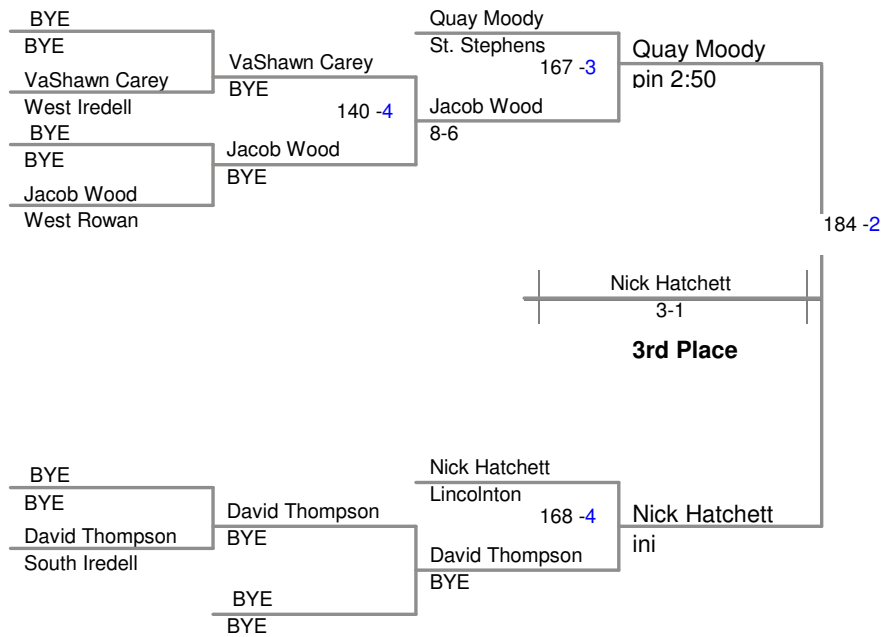 BYE
BYE
VaShawn Carey
West Iredell
BYE
BYE
Jacob Wood
West Rowan
VaShawn Carey
BYE
140 -4
Jacob Wood
BYE
Quay Moody
St. Stephens
167 -3
Jacob Wood
8-6
Quay Moody
pin 2:50
184 -2
Nick Hatchett
3-1
3rd Place
BYE
BYE
David Thompson
South Iredell
David Thompson
BYE
BYE
BYE
Nick Hatchett
Lincolnton
168 -4
David Thompson
BYE
Nick Hatchett
inj